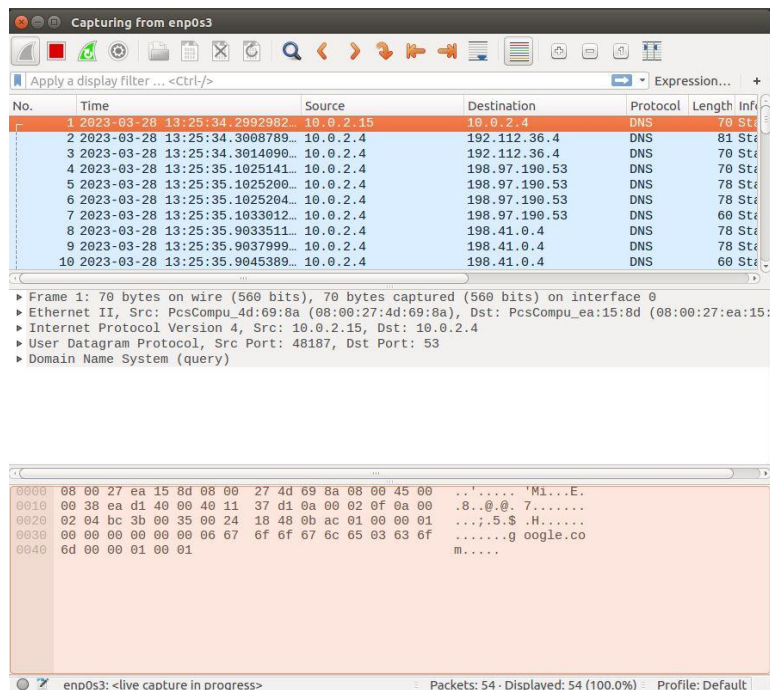 Capturing from enp0s3
Apply a display filter … <Ctrl-/> Expression… +
No. Time Source Destination Protocol Length Info
1 2023-03-28 13:25:34.2992982… 10.0.2.15 10.0.2.4 DNS 70 Sta
2 2023-03-28 13:25:34.3008789… 10.0.2.4 192.112.36.4 DNS 81 Sta
3 2023-03-28 13:25:34.3014090… 10.0.2.4 192.112.36.4 DNS 70 Sta
4 2023-03-28 13:25:35.1025141… 10.0.2.4 198.97.190.53 DNS 70 Sta
5 2023-03-28 13:25:35.1025200… 10.0.2.4 198.97.190.53 DNS 78 Sta
6 2023-03-28 13:25:35.1025204… 10.0.2.4 198.97.190.53 DNS 78 Sta
7 2023-03-28 13:25:35.1033012… 10.0.2.4 198.97.190.53 DNS 60 Sta
8 2023-03-28 13:25:35.9033511… 10.0.2.4 198.41.0.4 DNS 78 Sta
9 2023-03-28 13:25:35.9037999… 10.0.2.4 198.41.0.4 DNS 78 Sta
10 2023-03-28 13:25:35.9045389… 10.0.2.4 198.41.0.4 DNS 60 Sta
Frame 1: 70 bytes on wire (560 bits), 70 bytes captured (560 bits) on interface 0
Ethernet II, Src: PcsCompu_4d:69:8a (08:00:27:4d:69:8a), Dst: PcsCompu_ea:15:8d (08:00:27:ea:15:
Internet Protocol Version 4, Src: 10.0.2.15, Dst: 10.0.2.4
User Datagram Protocol, Src Port: 48187, Dst Port: 53
Domain Name System (query)
0000 08 00 27 ea 15 8d 08 00 27 4d 69 8a 08 00 45 00 ..'..... 'Mi...E.
0010 00 38 ea d1 40 00 40 11 37 d1 0a 00 02 0f 0a 00 .8..@.@. 7.......
0020 02 04 bc 3b 00 35 00 24 18 48 0b ac 01 00 00 01 ...;.5.$ .H......
0030 00 00 00 00 00 00 06 67 6f 6f 67 6c 65 03 63 6f .......g oogle.co
0040 6d 00 00 01 00 01 m.....
enp0s3: <live capture in progress> Packets: 54 · Displayed: 54 (100.0%) Profile: Default